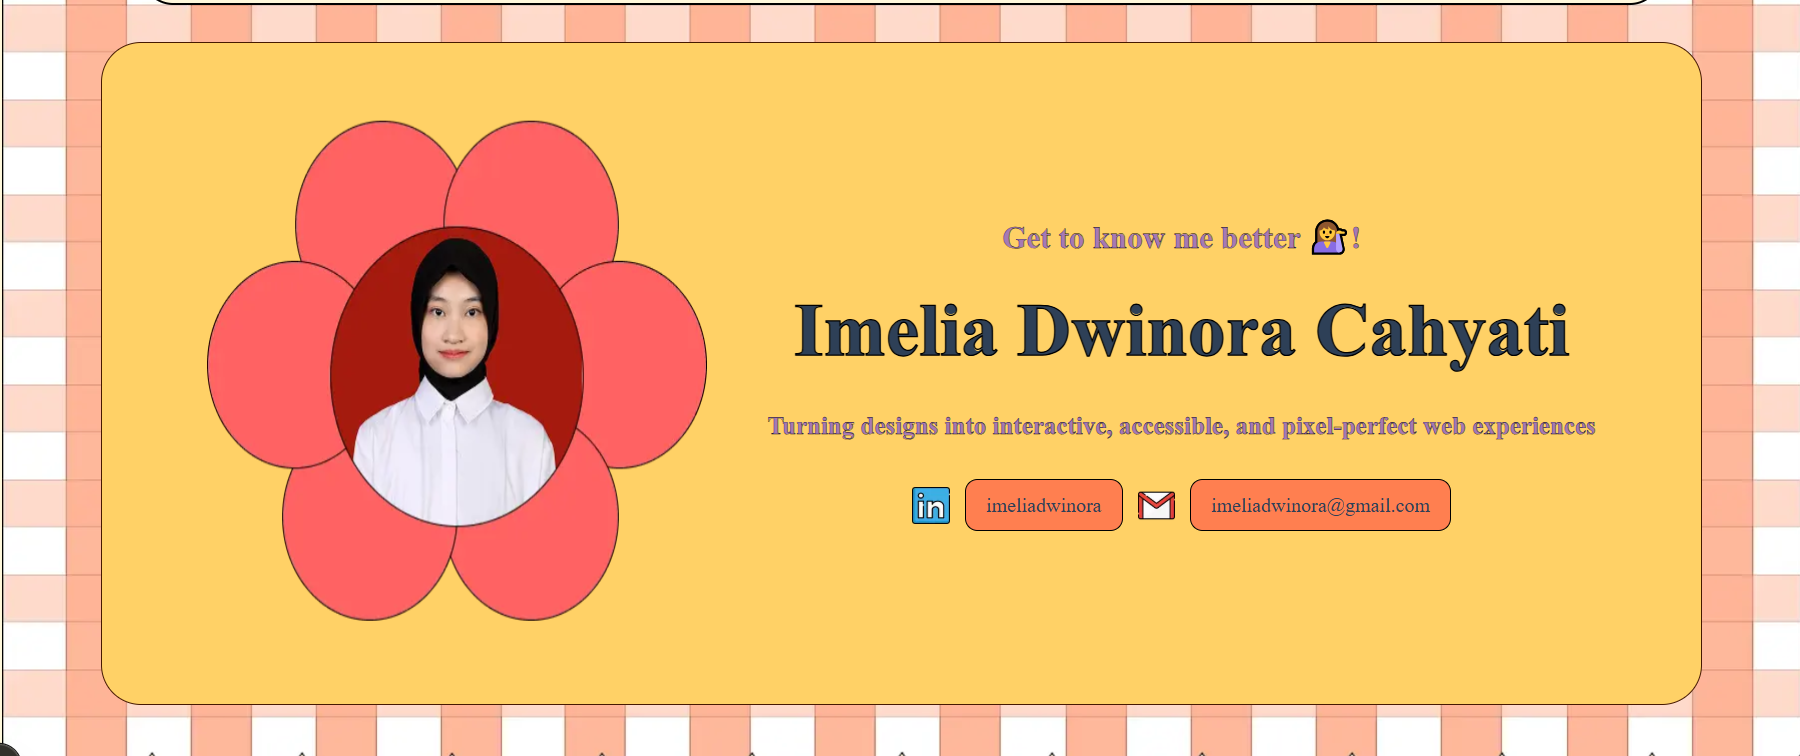 Get to know me better 💁‍♀️!
Imelia Dwinora Cahyati
Turning designs into interactive, accessible, and pixel-perfect web experiences
in imeliadwinora imeliadwinora@gmail.com